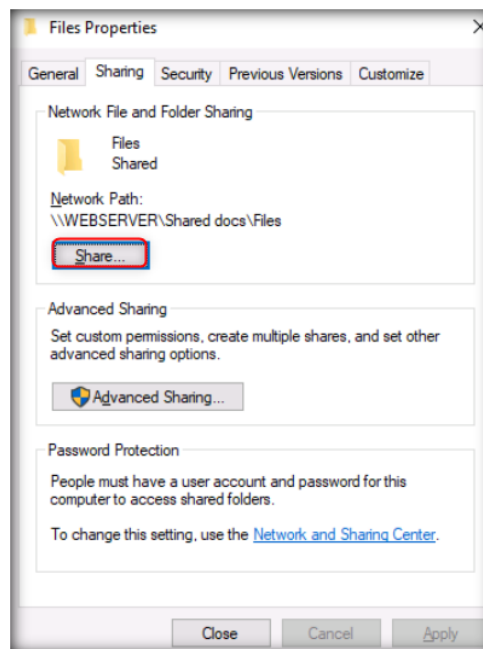 Files Properties
General Sharing Security Previous Versions Customize
Network File and Folder Sharing
Files
Shared
Network Path:
\\WEBSERVER\Shared docs\Files
Share...
Advanced Sharing
Set custom permissions, create multiple shares, and set other
advanced sharing options.
Advanced Sharing...
Password Protection
People must have a user account and password for this
computer to access shared folders.
To change this setting, use the Network and Sharing Center.
Close Cancel Apply